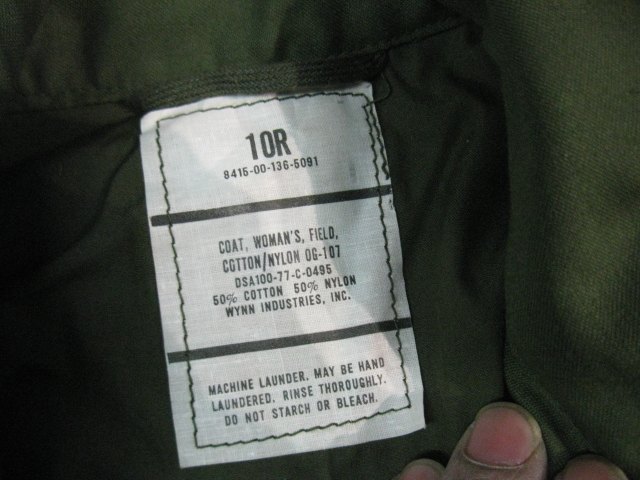 10R
8415-00-136-5091
COAT, WOMAN'S, FIELD,
COTTON/NYLON OG-107
DSA100-77-C-0495
50% COTTON 50% NYLON
WYNN INDUSTRIES, INC.
MACHINE LAUNDER. MAY BE HAND
LAUNDERED. RINSE THOROUGHLY.
DO NOT STARCH OR BLEACH.